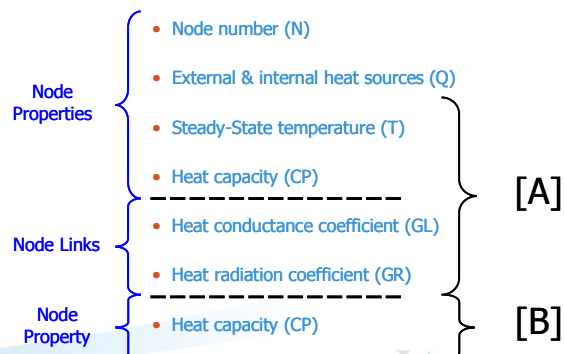 Node Properties
• Node number (N)
• External & internal heat sources (Q)
• Steady-State temperature (T)
• Heat capacity (CP)
[A]
Node Links
• Heat conductance coefficient (GL)
• Heat radiation coefficient (GR)
Node Property
• Heat capacity (CP)
[B]